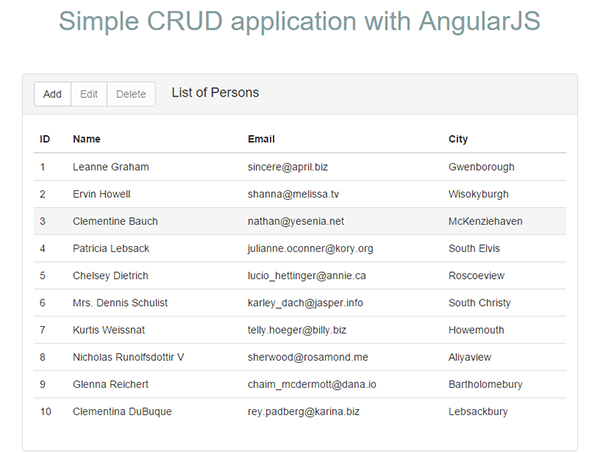 Simple CRUD application with AngularJS
Add Edit Delete List of Persons
ID Name Email City
1 Leanne Graham sincere@april.biz Gwenborough
2 Ervin Howell shanna@melissa.tv Wisokyburgh
3 Clementine Bauch nathan@yesenia.net McKenziehaven
4 Patricia Lebsack julianne.oconner@kory.org South Elvis
5 Chelsey Dietrich lucio_hettinger@annie.ca Roscoeview
6 Mrs. Dennis Schulist karley_dach@jasper.info South Christy
7 Kurtis Weissnat telly.hoeger@billy.biz Howemouth
8 Nicholas Runolfsdottir V sherwood@rosamond.me Aliyaview
9 Glenna Reichert chaim_mcdermott@dana.io Bartholomebury
10 Clementina DuBuque rey.padberg@karina.biz Lebsackbury